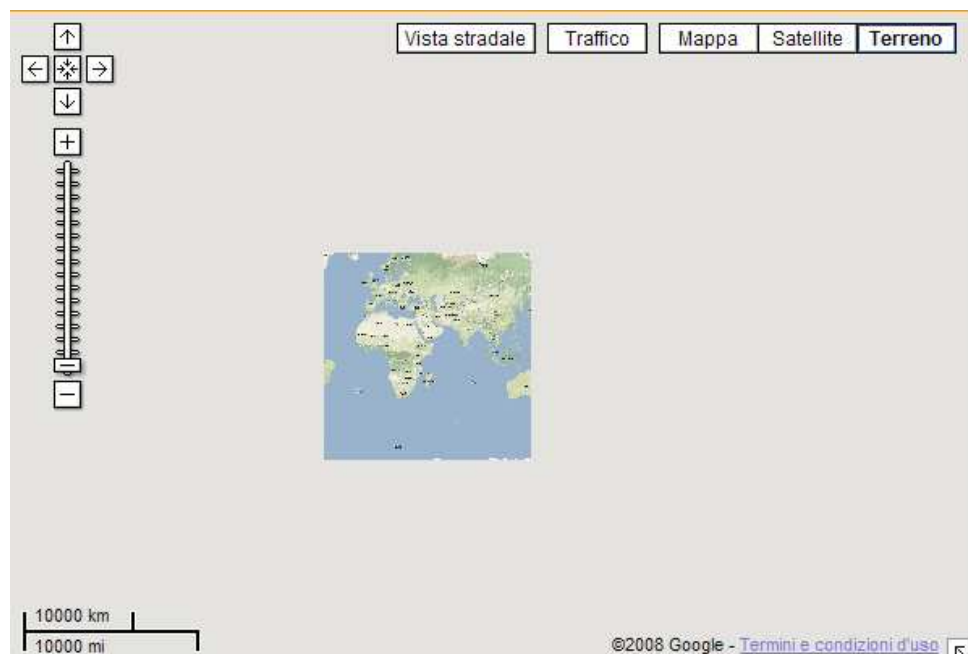 Vista stradale Traffico Mappa Satellite Terreno
10000 km
10000 mi
©2008 Google - Termini e condizioni d'uso